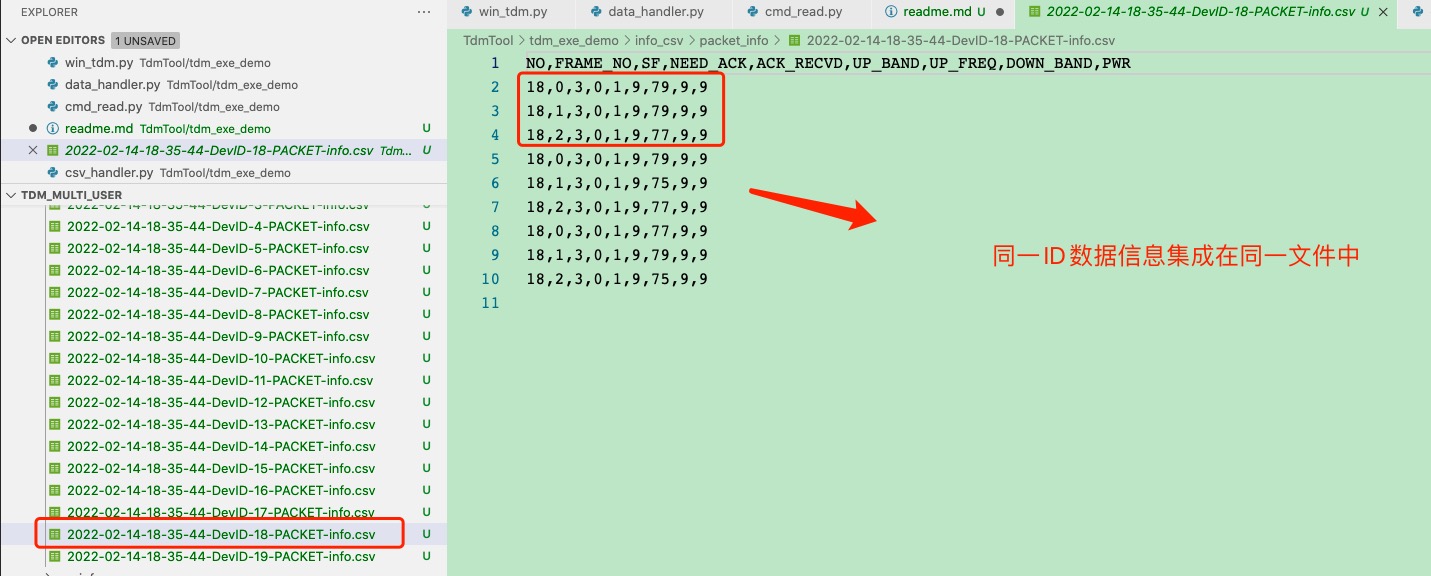 EXPLORER
OPEN EDITORS 1 UNSAVED
win_tdm.py TdmTool/tdm_exe_demo
data_handler.py TdmTool/tdm_exe_demo
cmd_read.py TdmTool/tdm_exe_demo
readme.md TdmTool/tdm_exe_demo U
2022-02-14-18-35-44-DevID-18-PACKET-info.csv Tdm... U
csv_handler.py TdmTool/tdm_exe_demo
TDM_MULTI_USER
2022-02-14-18-35-44-DevID-3-PACKET-info.csv U
2022-02-14-18-35-44-DevID-4-PACKET-info.csv U
2022-02-14-18-35-44-DevID-5-PACKET-info.csv U
2022-02-14-18-35-44-DevID-6-PACKET-info.csv U
2022-02-14-18-35-44-DevID-7-PACKET-info.csv U
2022-02-14-18-35-44-DevID-8-PACKET-info.csv U
2022-02-14-18-35-44-DevID-9-PACKET-info.csv U
2022-02-14-18-35-44-DevID-10-PACKET-info.csv U
2022-02-14-18-35-44-DevID-11-PACKET-info.csv U
2022-02-14-18-35-44-DevID-12-PACKET-info.csv U
2022-02-14-18-35-44-DevID-13-PACKET-info.csv U
2022-02-14-18-35-44-DevID-14-PACKET-info.csv U
2022-02-14-18-35-44-DevID-15-PACKET-info.csv U
2022-02-14-18-35-44-DevID-16-PACKET-info.csv U
2022-02-14-18-35-44-DevID-17-PACKET-info.csv U
2022-02-14-18-35-44-DevID-18-PACKET-info.csv U
2022-02-14-18-35-44-DevID-19-PACKET-info.csv U
win_tdm.py data_handler.py cmd_read.py readme.md U 2022-02-14-18-35-44-DevID-18-PACKET-info.csv U
TdmTool > tdm_exe_demo > info_csv > packet_info > 2022-02-14-18-35-44-DevID-18-PACKET-info.csv
1 NO,FRAME_NO,SF,NEED_ACK,ACK_RECVD,UP_BAND,UP_FREQ,DOWN_BAND,PWR
2 18,0,3,0,1,9,79,9,9
3 18,1,3,0,1,9,79,9,9
4 18,2,3,0,1,9,77,9,9
5 18,0,3,0,1,9,79,9,9
6 18,1,3,0,1,9,75,9,9
7 18,2,3,0,1,9,77,9,9
8 18,0,3,0,1,9,77,9,9
9 18,1,3,0,1,9,79,9,9
10 18,2,3,0,1,9,75,9,9
11
同一ID数据信息集成在同一文件中